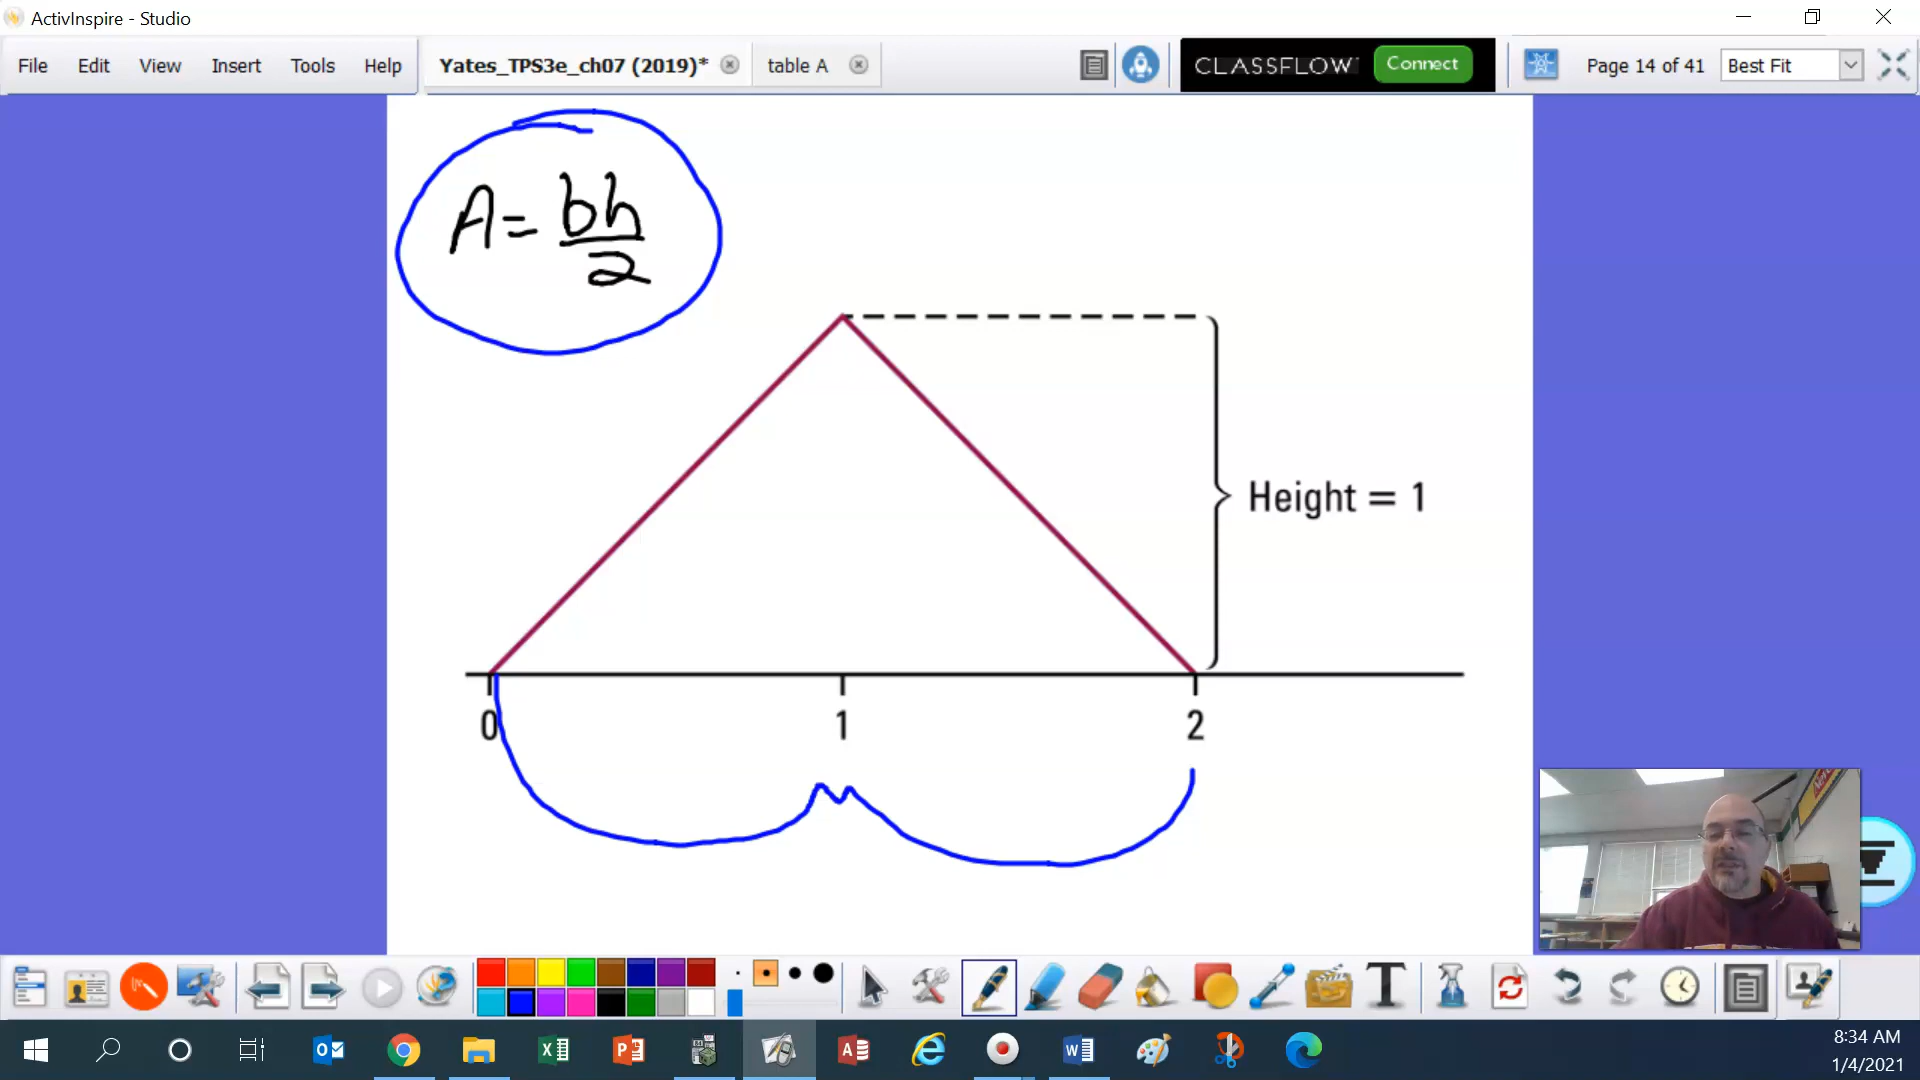 ActivInspire - Studio
File Edit View Insert Tools Help
Yates_TPS3e_ch07 (2019)*
table A
CLASSFLOW Connect
Page 14 of 41
Best Fit
A = bh
2
Height = 1
0 1 2
8:34 AM
1/4/2021